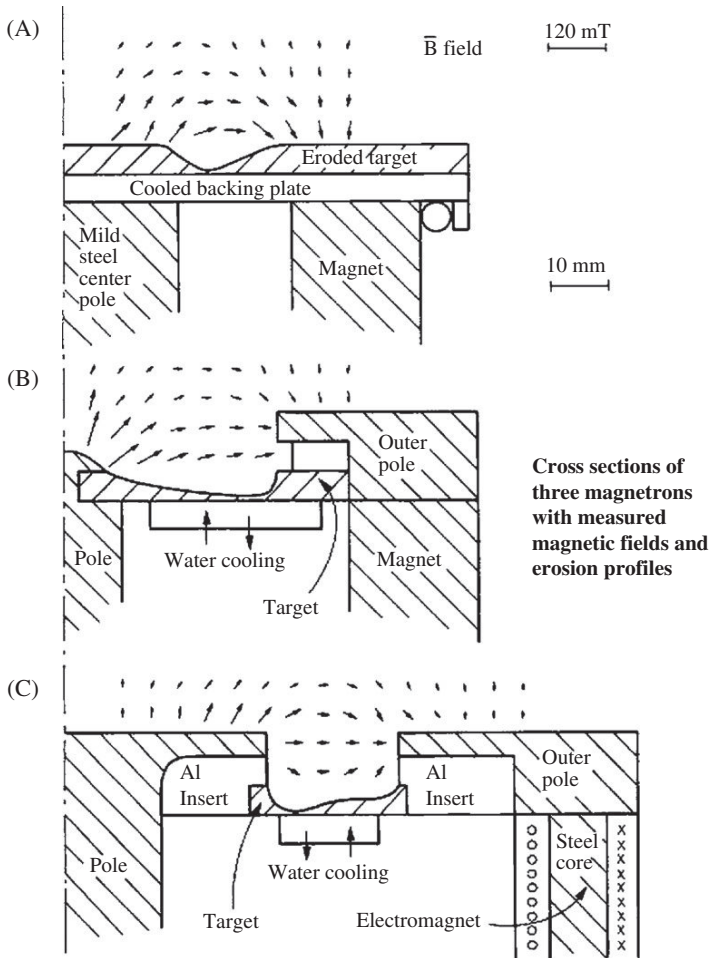 (A)
B̅ field
120 mT
Eroded target
Cooled backing plate
Mild
steel
center
pole
Magnet
10 mm
(B)
Outer
pole
Cross sections of
three magnetrons
with measured
magnetic fields and
erosion profiles
Pole
Water cooling
Magnet
Target
(C)
Al
Insert
Al
Insert
Outer
pole
Pole
Water cooling
Steel
core
Target
Electromagnet
o
o
o
o
o
o
o
o
o
x
x
x
x
x
x
x
x
x